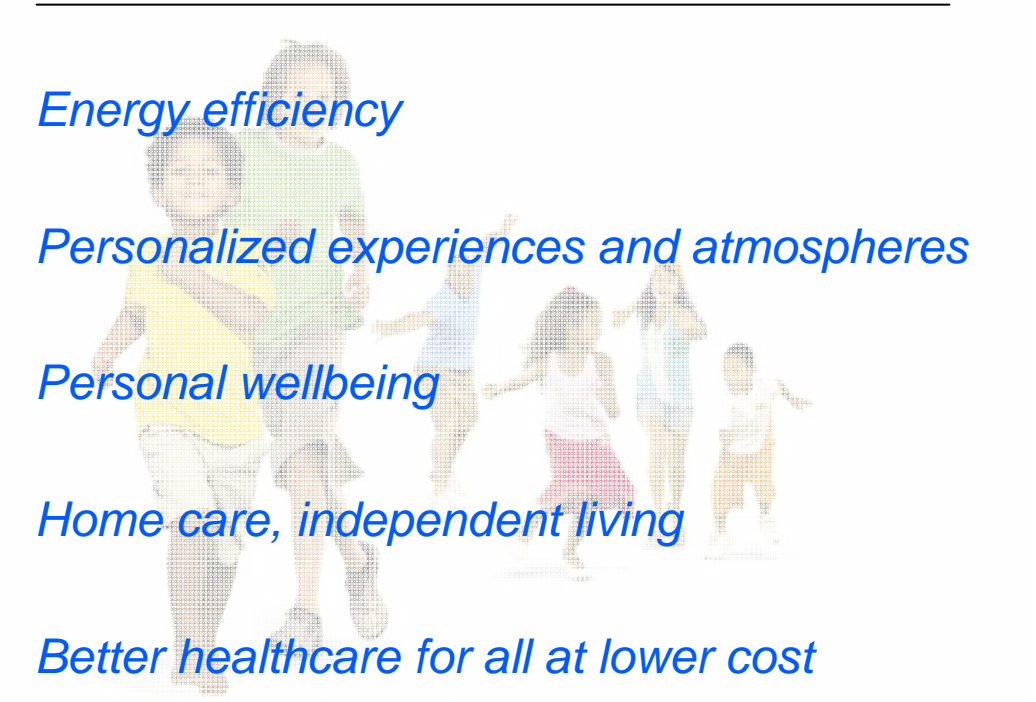 Energy efficiency
Personalized experiences and atmospheres
Personal wellbeing
Home care, independent living
Better healthcare for all at lower cost